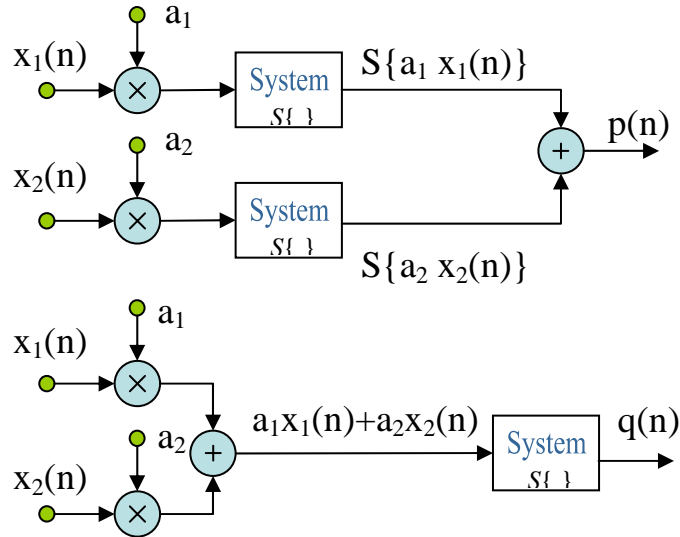 a₁
x₁(n)
×
System
S{ }
S{a₁ x₁(n)}
+
p(n)
a₂
x₂(n)
×
System
S{ }
S{a₂ x₂(n)}
a₁
x₁(n)
×
a₂
+
a₁x₁(n)+a₂x₂(n)
System
S{ }
q(n)
x₂(n)
×